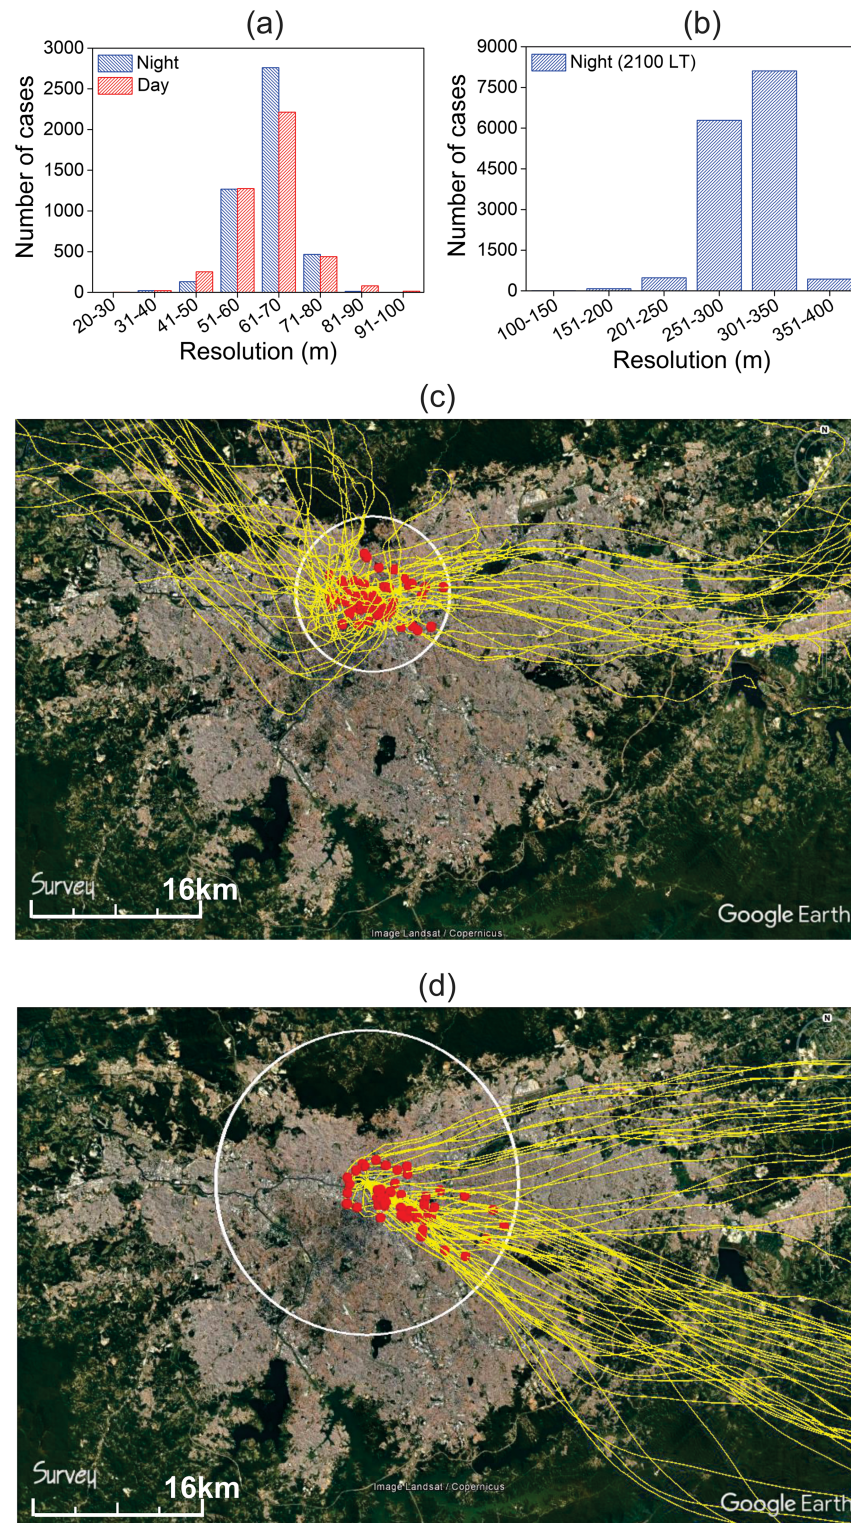 (a)
3000
2500
2000
1500
1000
500
0
Number of cases
Night
Day
20-30
31-40
41-50
51-60
61-70
71-80
81-90
91-100
Resolution (m)
(b)
9000
7500
6000
4500
3000
1500
0
Number of cases
Night (2100 LT)
100-150
151-200
201-250
251-300
301-350
351-400
Resolution (m)
(c)
N
Survey
16km
Google Earth
Image Landsat / Copernicus
(d)
N
Survey
16km
Image Landsat / Copernicus
Google Earth